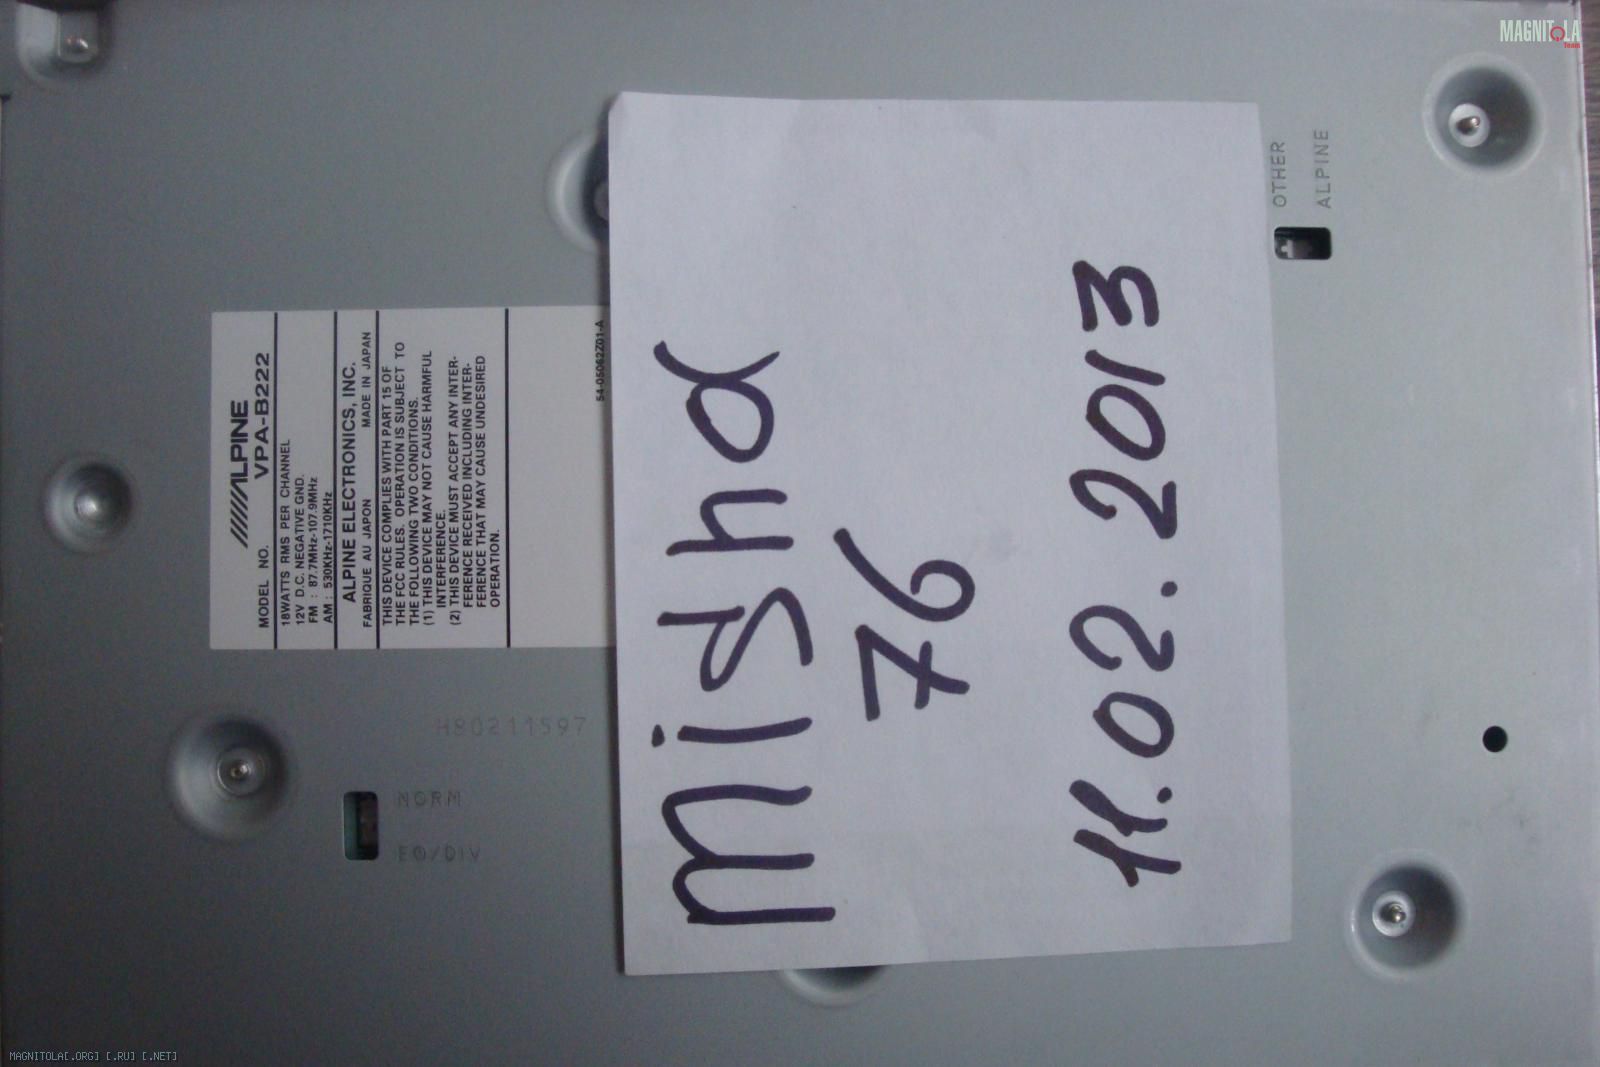 MAGNITOLA
Team
ALPINE
MODEL NO. VPA-B222
18WATTS RMS PER CHANNEL
12V D.C. NEGATIVE GND.
FM : 87.7MHz-107.9MHz
AM : 530KHz-1710KHz
ALPINE ELECTRONICS, INC.
FABRIQUE AU JAPON MADE IN JAPAN
THIS DEVICE COMPLIES WITH PART 15 OF
THE FCC RULES. OPERATION IS SUBJECT TO
THE FOLLOWING TWO CONDITIONS.
(1) THIS DEVICE MAY NOT CAUSE HARMFUL
INTERFERENCE.
(2) THIS DEVICE MUST ACCEPT ANY INTER-
FERENCE RECEIVED INCLUDING INTER-
FERENCE THAT MAY CAUSE UNDESIRED
OPERATION.
54-05062Z01-A
H80211597
NORM
EQ/DIV
misha
76
11.02.2013
OTHER
ALPINE
MAGNITOLA[.ORG] [.RU] [.NET]